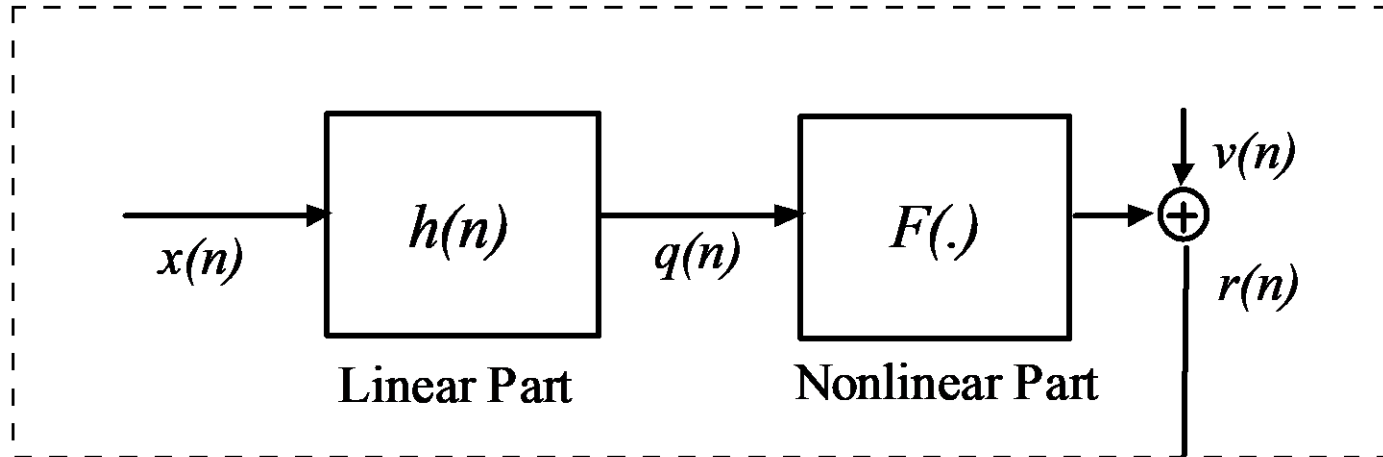 v(n)
h(n)
F(.)
+
x(n)
q(n)
r(n)
Linear Part
Nonlinear Part